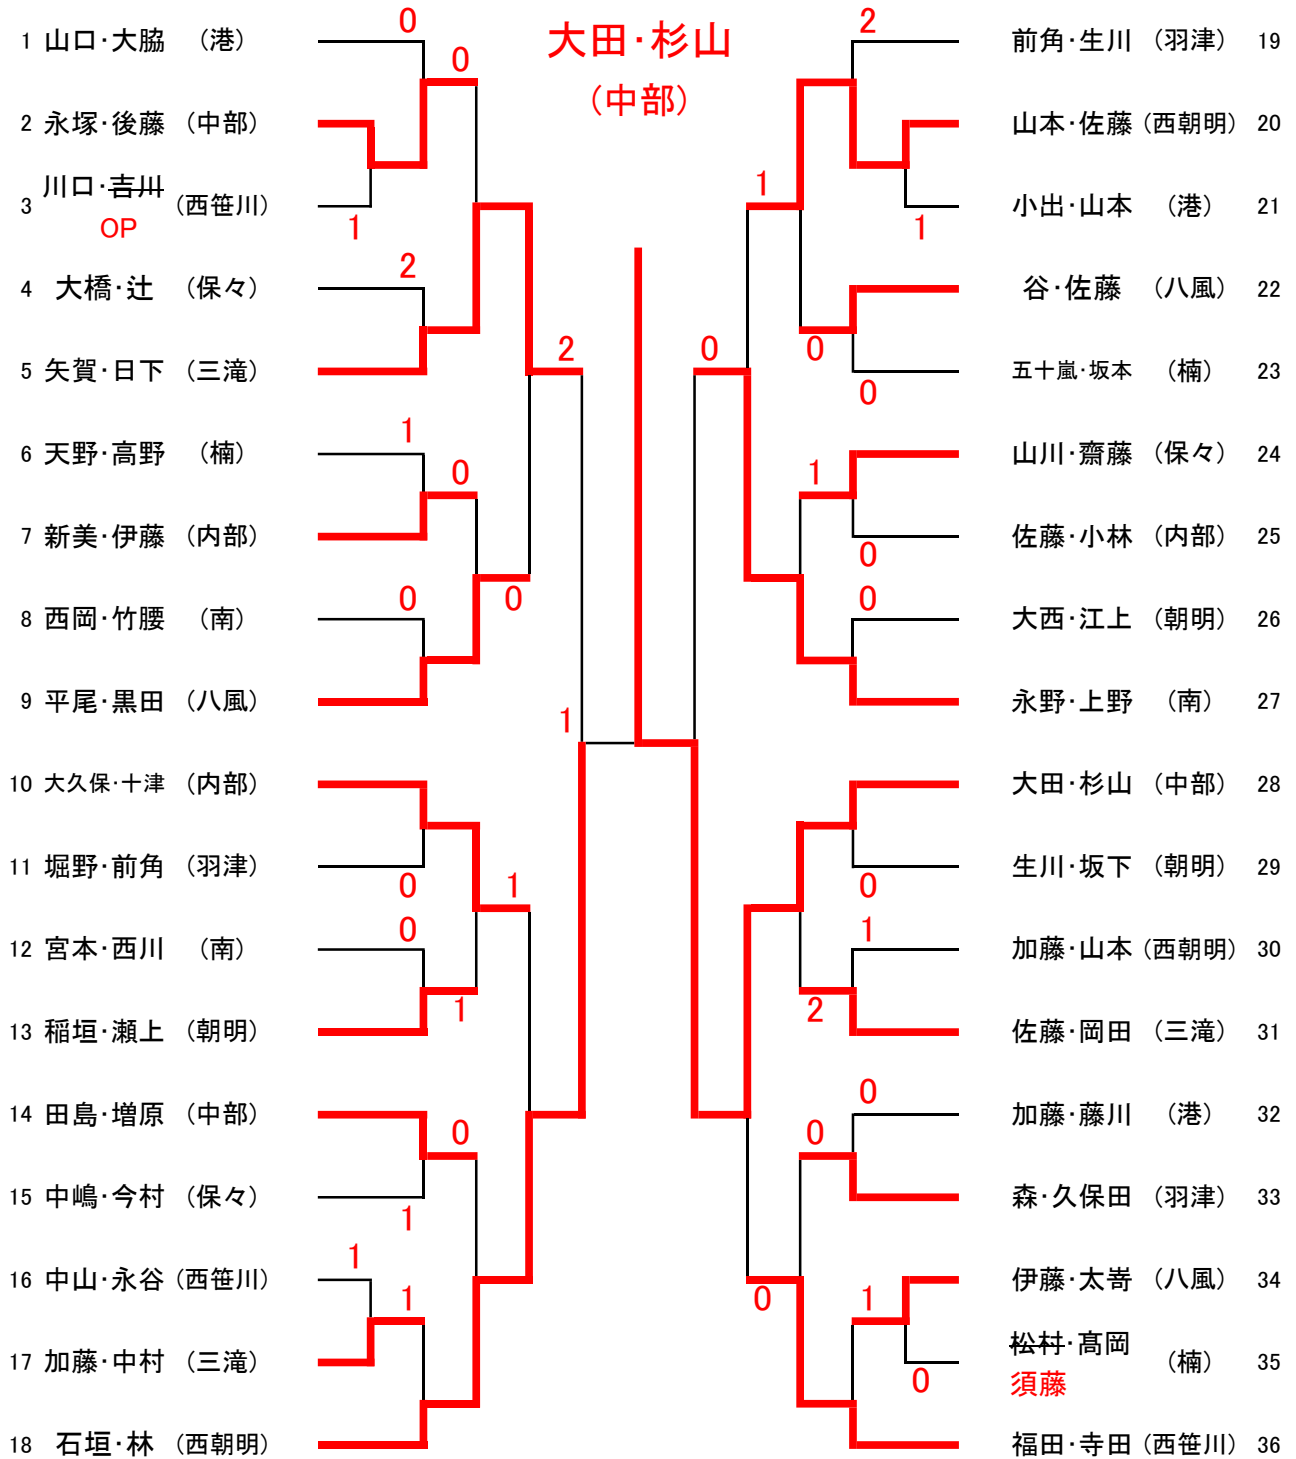 大田・杉山
（中部）
1 山口・大脇 （港） 0
0
2 永塚・後藤 （中部）
3 川口・吉川 （西笹川）
OP
1
4 大橋・辻 （保々） 2
5 矢賀・日下 （三滝）
2
6 天野・高野 （楠） 1
0
7 新美・伊藤 （内部）
8 西岡・竹腰 （南） 0
0
9 平尾・黒田 （八風）
1
10 大久保・十津 （内部）
11 堀野・前角 （羽津） 0
1
12 宮本・西川 （南） 0
1
13 稲垣・瀬上 （朝明）
14 田島・増原 （中部）
0
15 中嶋・今村 （保々）
1
16 中山・永谷 （西笹川） 1
1
17 加藤・中村 （三滝）
18 石垣・林 （西朝明）
2 前角・生川 （羽津） 19
山本・佐藤 （西朝明） 20
1
小出・山本 （港） 21
1
谷・佐藤 （八風） 22
0
0
五十嵐・坂本 （楠） 23
0
山川・齋藤 （保々） 24
1
佐藤・小林 （内部） 25
0
0
大西・江上 （朝明） 26
永野・上野 （南） 27
大田・杉山 （中部） 28
生川・坂下 （朝明） 29
0
1
加藤・山本 （西朝明） 30
2
佐藤・岡田 （三滝） 31
0
加藤・藤川 （港） 32
0
森・久保田 （羽津） 33
伊藤・太嵜 （八風） 34
0
1
松村・髙岡 （楠） 35
須藤
0
福田・寺田 （西笹川） 36